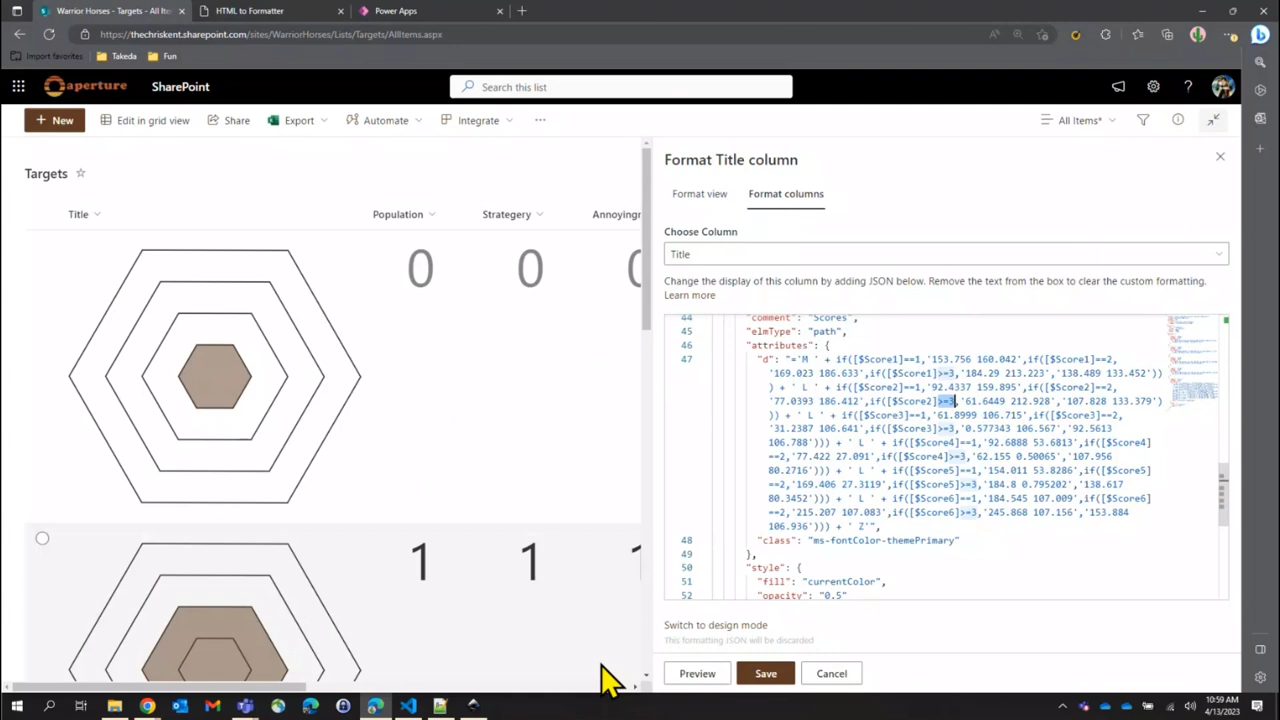 Warrior Horses - Targets - All Iten
HTML to Formatter
Power Apps
https://thechriskent.sharepoint.com/sites/WarriorHorses/Lists/Targets/AllItems.aspx
Import favorites
Takeda
Fun
aperture
SharePoint
Search this list
New
Edit in grid view
Share
Export
Automate
Integrate
All Items*
Targets
Title
Population
Strategery
Annoyingn
0 0 0
1 1 1
Format Title column
Format view
Format columns
Choose Column
Title
Change the display of this column by adding JSON below. Remove the text from the box to clear the custom formatting.
Learn more
44 "comment": "Scores",
45 "elmType": "path",
46 "attributes": {
47 "d": "='M ' + if([$Score1]==1,'153.756 160.042',if([$Score1]==2,
'169.023 186.633',if([$Score1]>=3,'184.29 213.223','138.489 133.452'))
) + ' L ' + if([$Score2]==1,'92.4337 159.895',if([$Score2]==2,
'77.0393 186.412',if([$Score2]>=3,'61.6449 212.928','107.828 133.379')
)) + ' L ' + if([$Score3]==1,'61.8999 106.715',if([$Score3]==2,
'31.2387 106.641',if([$Score3]>=3,'0.577343 106.567','92.5613
106.788'))) + ' L ' + if([$Score4]==1,'92.6888 53.6813',if([$Score4]
==2,'77.422 27.091',if([$Score4]>=3,'62.155 0.50065','107.956
80.2716'))) + ' L ' + if([$Score5]==1,'154.011 53.8286',if([$Score5]
==2,'169.406 27.3119',if([$Score5]>=3,'184.8 0.795202','138.617
80.3452'))) + ' L ' + if([$Score6]==1,'184.545 107.009',if([$Score6]
==2,'215.207 107.083',if([$Score6]>=3,'245.868 107.156','153.884
106.936'))) + ' Z'",
48 "class": "ms-fontColor-themePrimary"
49 },
50 "style": {
51 "fill": "currentColor",
52 "opacity": "0.5"
Switch to design mode
This formatting JSON will be discarded
Preview
Save
Cancel
10:59 AM
4/13/2023